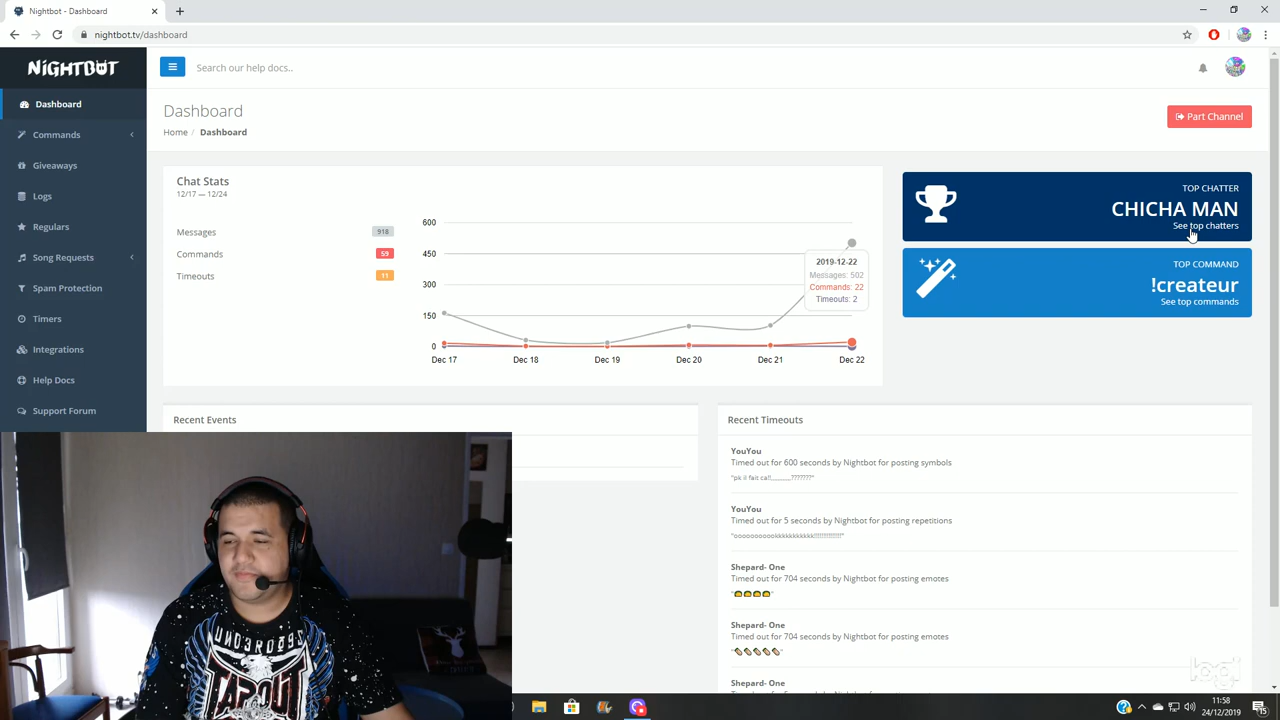 Nightbot - Dashboard
nightbot.tv/dashboard
NIGHTBOT
Search our help docs..
Dashboard
Commands
Giveaways
Logs
Regulars
Song Requests
Spam Protection
Timers
Integrations
Help Docs
Support Forum
Dashboard
Home / Dashboard
Part Channel
Chat Stats
12/17 — 12/24
Messages 918
Commands 59
Timeouts 11
600
450
300
150
0
Dec 17 Dec 18 Dec 19 Dec 20 Dec 21 Dec 22
2019-12-22
Messages: 502
Commands: 22
Timeouts: 2
TOP CHATTER
CHICHA MAN
See top chatters
TOP COMMAND
!createur
See top commands
Recent Events
Recent Timeouts
YouYou
Timed out for 600 seconds by Nightbot for posting symbols
YouYou
Timed out for 5 seconds by Nightbot for posting repetitions
Shepard- One
Timed out for 704 seconds by Nightbot for posting emotes
Shepard- One
Timed out for 704 seconds by Nightbot for posting emotes
Shepard- One
TAPOUT
logi
11:58
24/12/2019
15